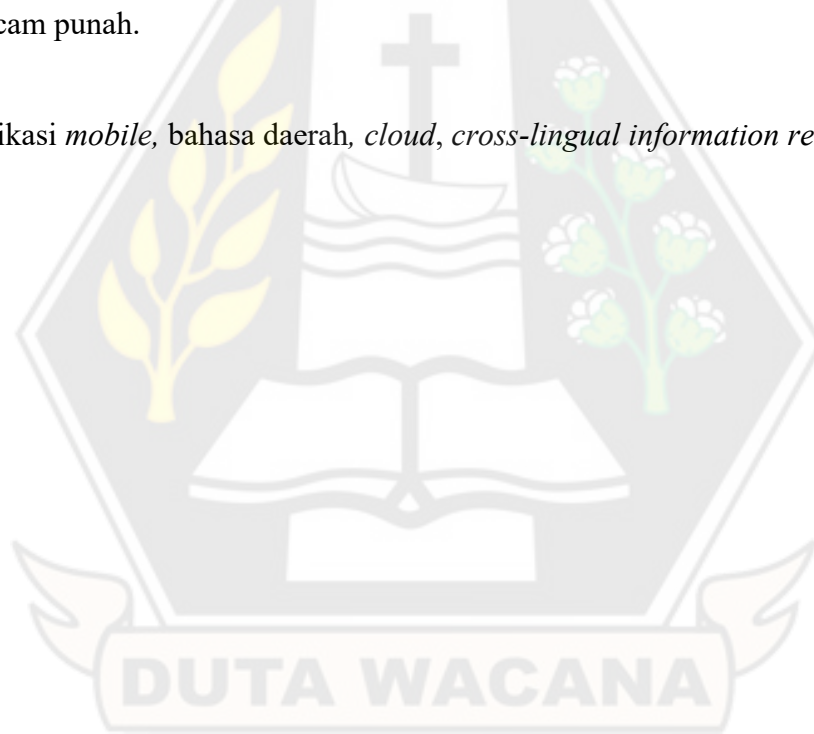 cam punah.
ikasi mobile, bahasa daerah, cloud, cross-lingual information re
DUTA WACANA